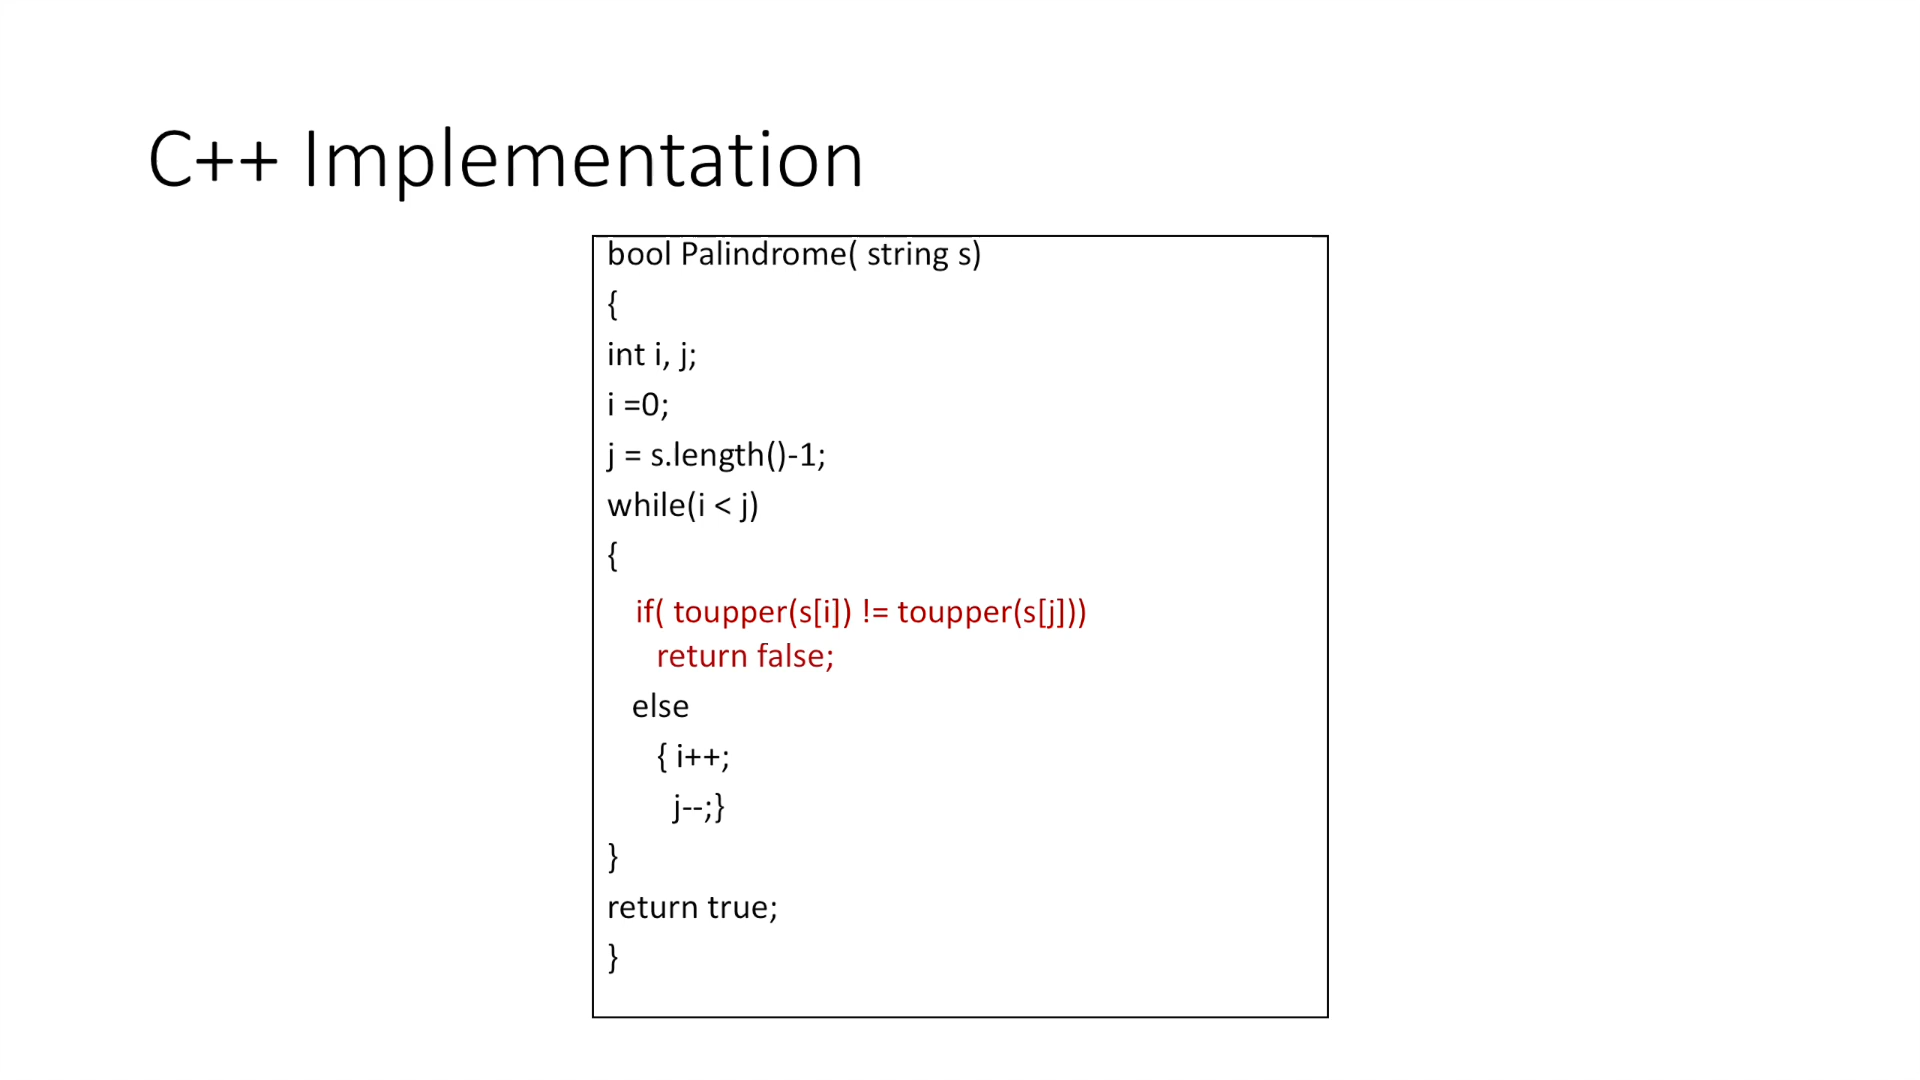 C++ Implementation
bool Palindrome( string s)
{
int i, j;
i =0;
j = s.length()-1;
while(i < j)
{
if( toupper(s[i]) != toupper(s[j]))
return false;
else
{ i++;
j--;}
}
return true;
}